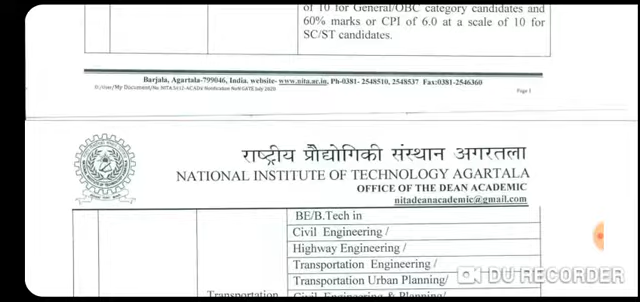 of 10 for General/OBC category candidates and
60% marks or CPI of 6.0 at a scale of 10 for
SC/ST candidates.
Barjala, Agartala-799046, India. website- www.nita.ac.in, Ph-0381- 2548510, 2548537 Fax:0381-2546360
Page 1
राष्ट्रीय प्रौद्योगिकी संस्थान अगरतला
NATIONAL INSTITUTE OF TECHNOLOGY AGARTALA
OFFICE OF THE DEAN ACADEMIC
nitadeanacademic@gmail.com
BE/B.Tech in
Civil Engineering /
Highway Engineering /
Transportation Engineering /
Transportation Urban Planning/
DU RECORDER
Transportation
Civil Engineering & Planning/